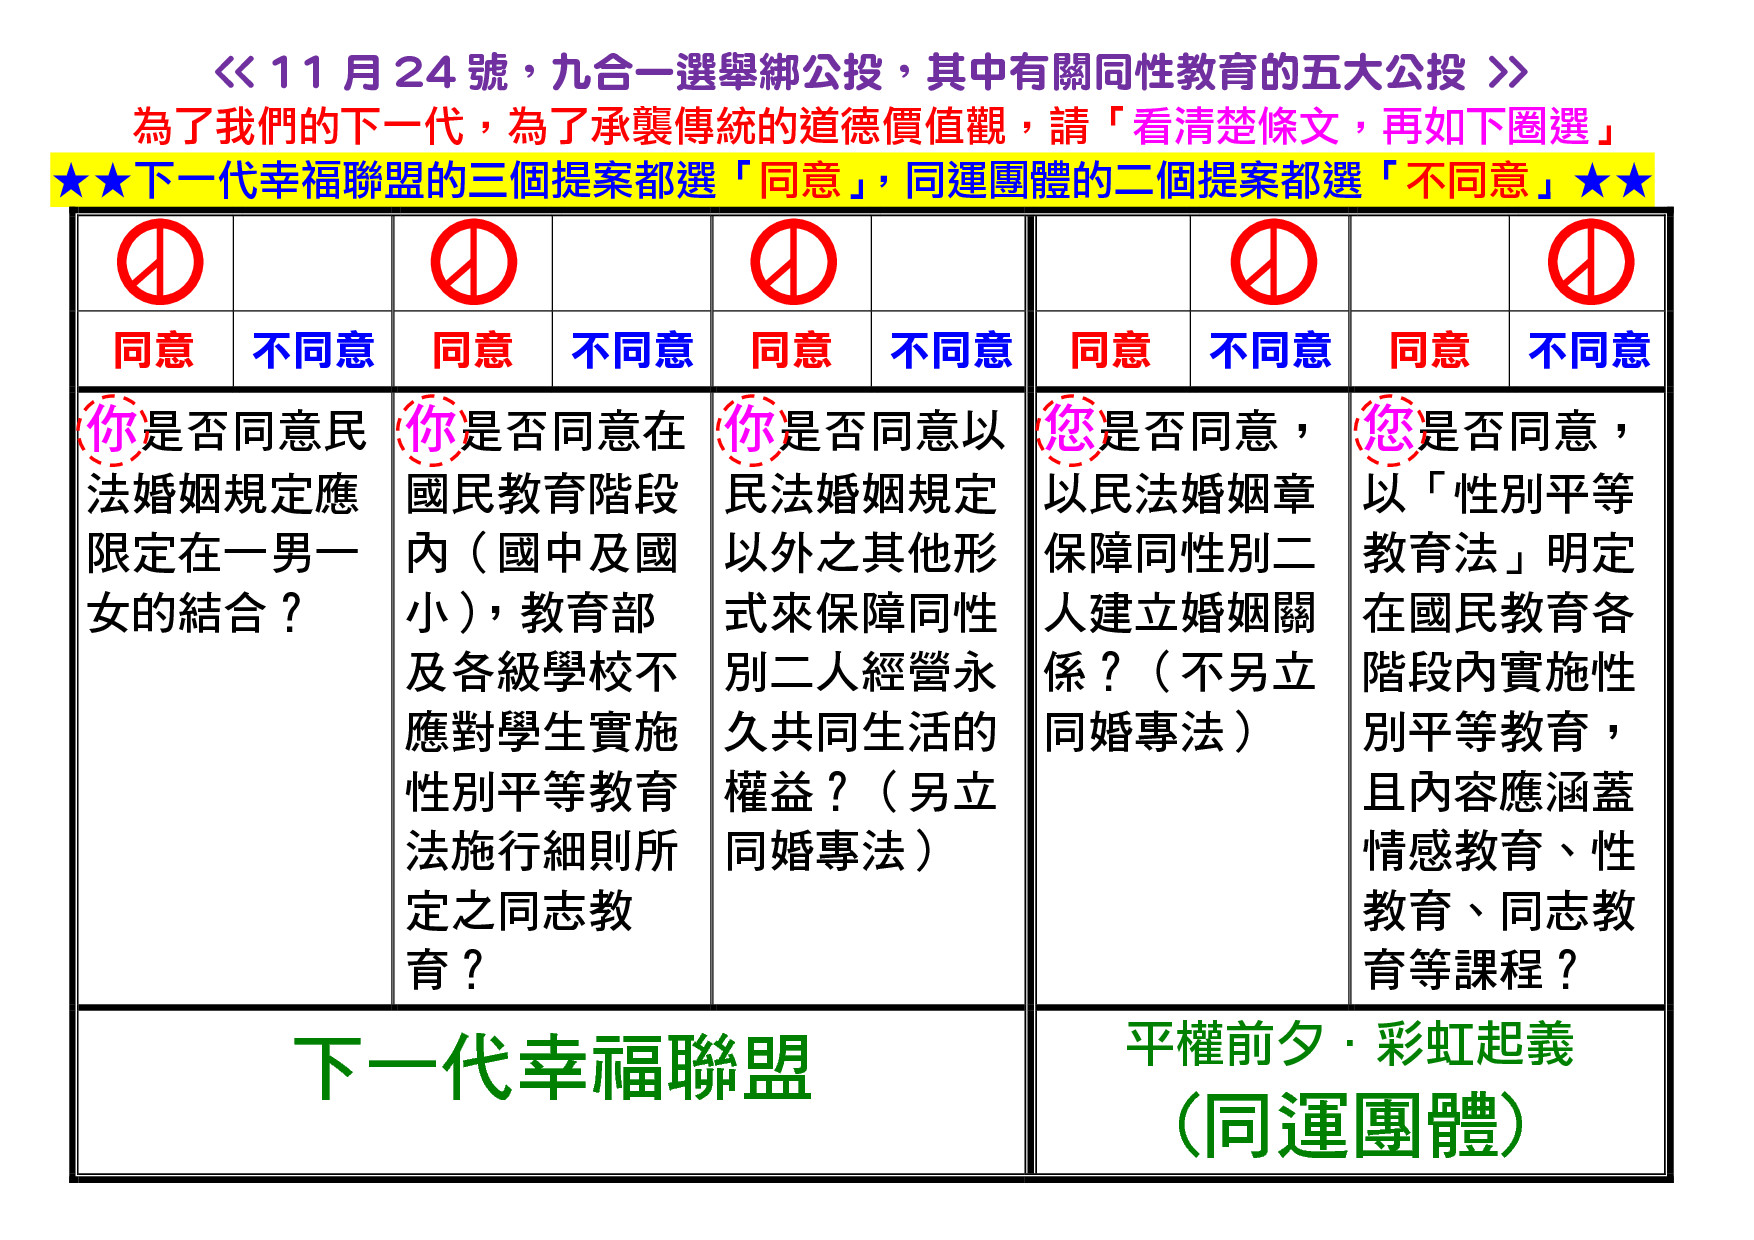 << 11 月 24 號，九合一選舉綁公投，其中有關同性教育的五大公投 >>
為了我們的下一代，為了承襲傳統的道德價值觀，請「看清楚條文，再如下圈選」
★★下一代幸福聯盟的三個提案都選「同意」，同運團體的二個提案都選「不同意」★★
同意 不同意 同意 不同意 同意 不同意 同意 不同意 同意 不同意
你是否同意民
法婚姻規定應
限定在一男一
女的結合？
你是否同意在
國民教育階段
內（國中及國
小），教育部
及各級學校不
應對學生實施
性別平等教育
法施行細則所
定之同志教
育？
你是否同意以
民法婚姻規定
以外之其他形
式來保障同性
別二人經營永
久共同生活的
權益？（另立
同婚專法）
您是否同意，
以民法婚姻章
保障同性別二
人建立婚姻關
係？（不另立
同婚專法）
您是否同意，
以「性別平等
教育法」明定
在國民教育各
階段內實施性
別平等教育，
且內容應涵蓋
情感教育、性
教育、同志教
育等課程？
下一代幸福聯盟
平權前夕．彩虹起義
(同運團體)